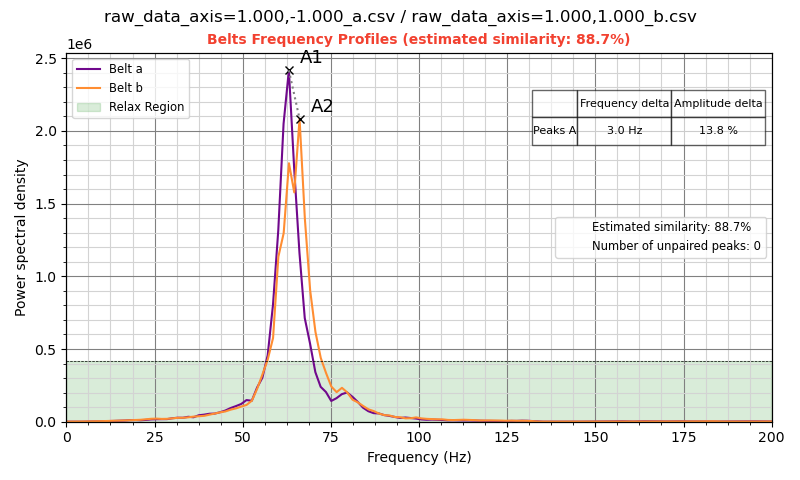 raw_data_axis=1.000,-1.000_a.csv / raw_data_axis=1.000,1.000_b.csv
Belts Frequency Profiles (estimated similarity: 88.7%)
1e6
A1
A2
Belt a
Belt b
Relax Region
Frequency delta Amplitude delta
Peaks A 3.0 Hz 13.8 %
Estimated similarity: 88.7%
Number of unpaired peaks: 0
Power spectral density
2.5
2.0
1.5
1.0
0.5
0.0
0 25 50 75 100 125 150 175 200
Frequency (Hz)